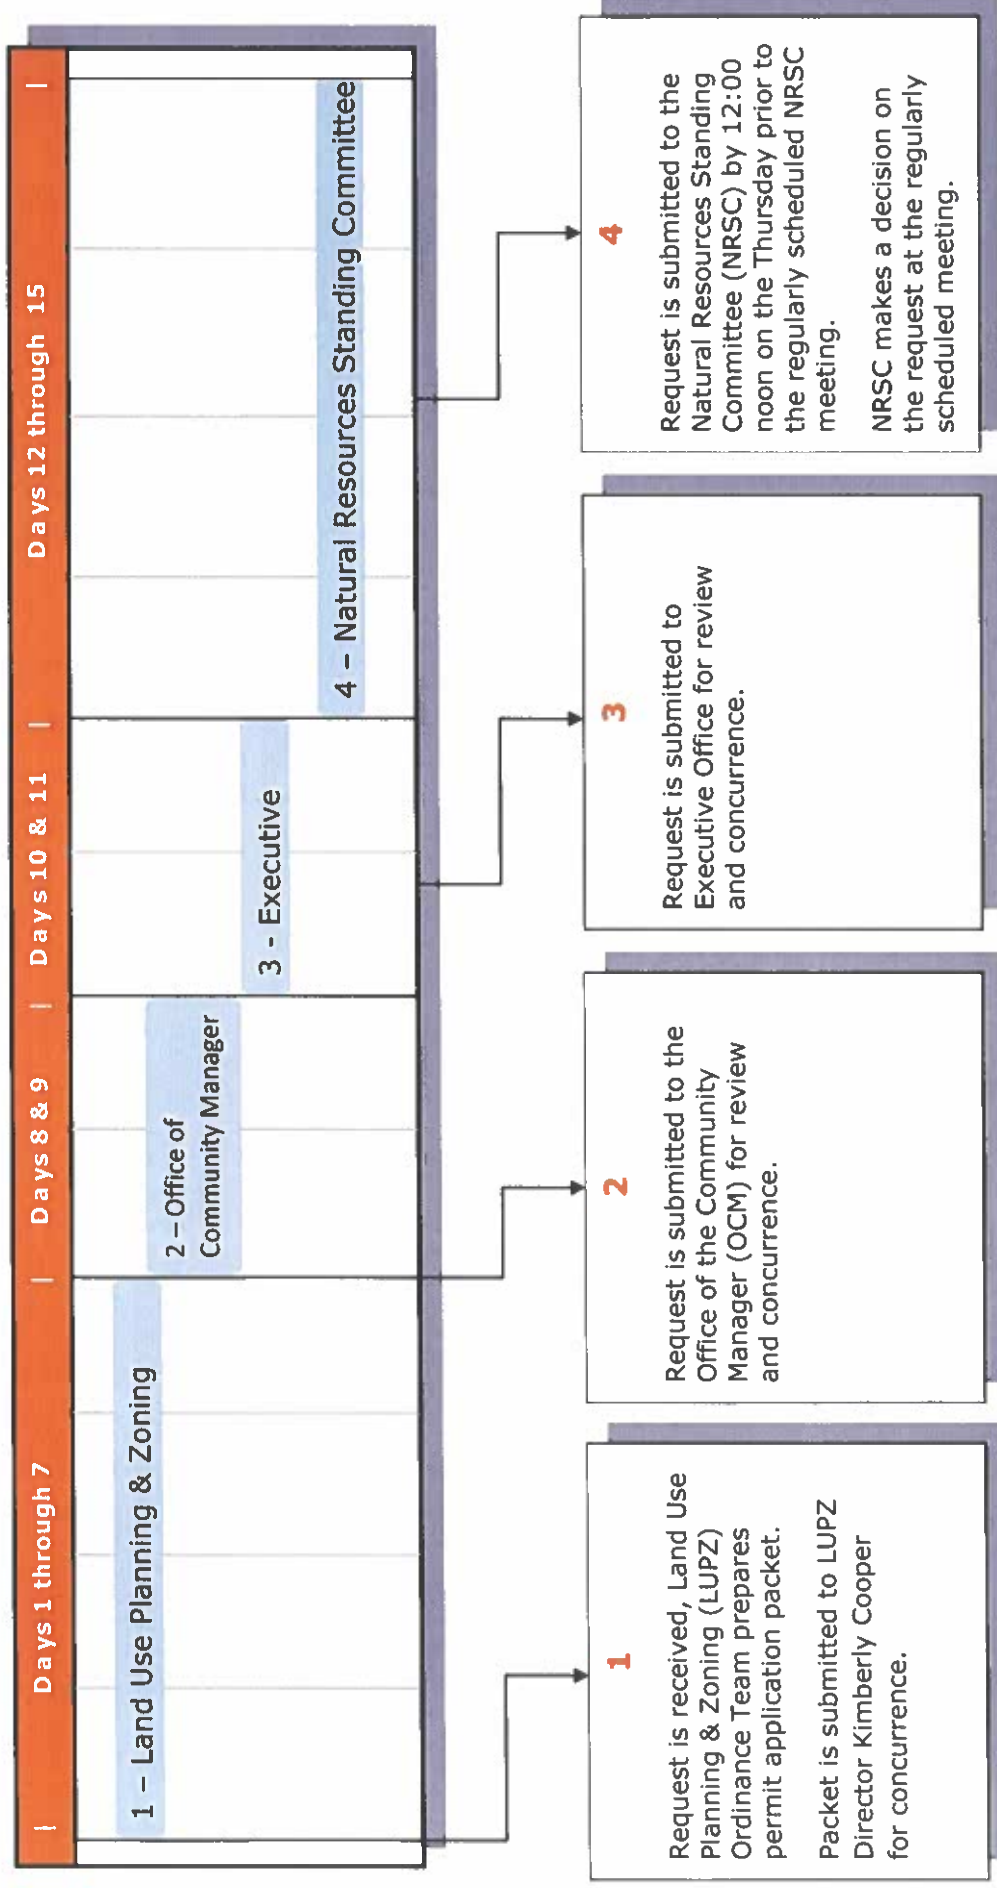 Days 1 through 7
Days 8 & 9
Days 10 & 11
Days 12 through 15
1 – Land Use Planning & Zoning
2 – Office of
Community Manager
3 - Executive
4 – Natural Resources Standing Committee
1
Request is received, Land Use
Planning & Zoning (LUPZ)
Ordinance Team prepares
permit application packet.
Packet is submitted to LUPZ
Director Kimberly Cooper
for concurrence.
2
Request is submitted to the
Office of the Community
Manager (OCM) for review
and concurrence.
3
Request is submitted to
Executive Office for review
and concurrence.
4
Request is submitted to the
Natural Resources Standing
Committee (NRSC) by 12:00
noon on the Thursday prior to
the regularly scheduled NRSC
meeting.
NRSC makes a decision on
the request at the regularly
scheduled meeting.